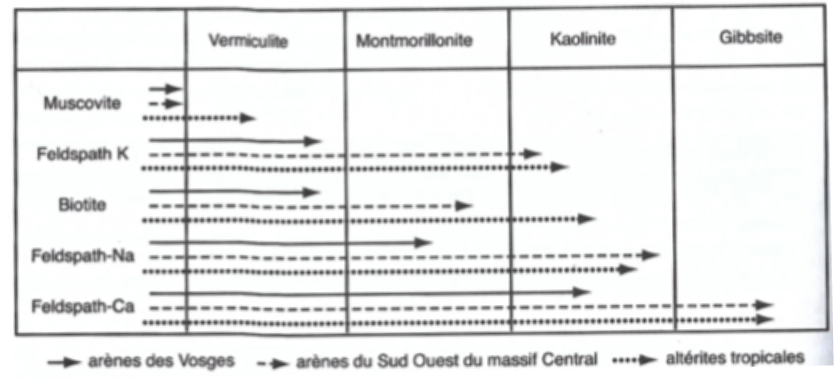 Vermiculite Montmorillonite Kaolinite Gibbsite
Muscovite
Feldspath K
Biotite
Feldspath-Na
Feldspath-Ca
arènes des Vosges arènes du Sud Ouest du massif Central altérites tropicales